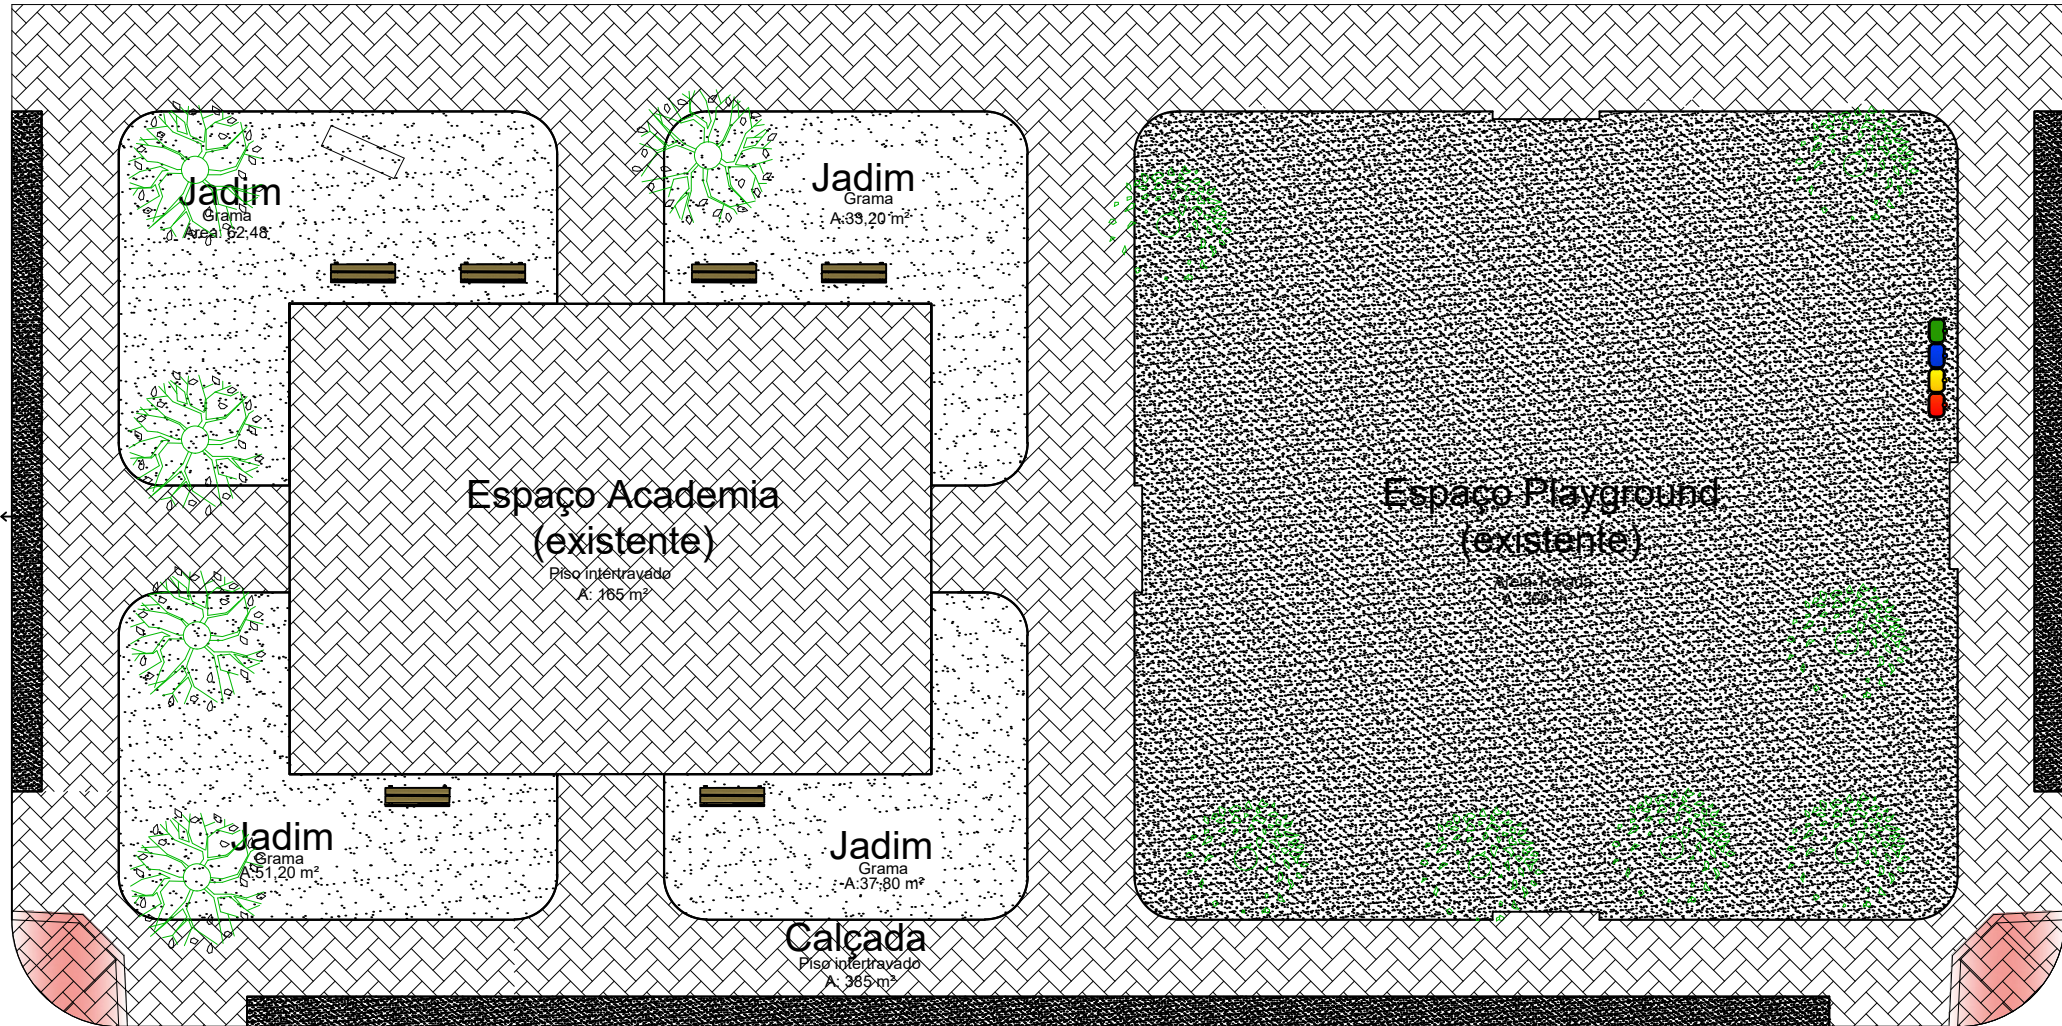 Jadim
Grama
Área: 62,48
Jadim
Grama
A:33,20 m²
Espaço Academia
(existente)
Piso intertravado
A: 165 m²
Espaço Playground
(existente)
Jadim
Grama
A:51,20 m²
Jadim
Grama
A:37,80 m²
Calçada
Piso intertravado
A: 385 m²